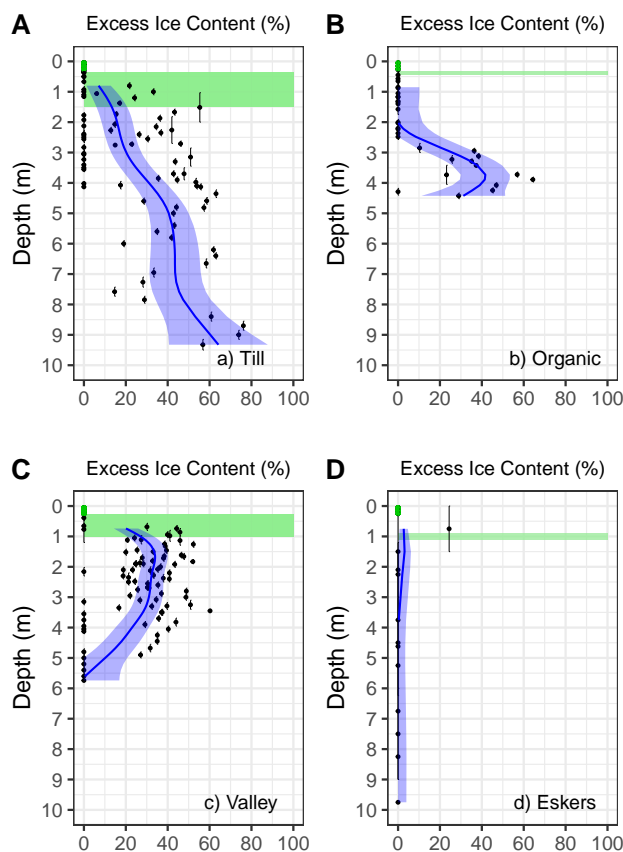 A
Excess Ice Content (%)
0
1
2
3
4
5
6
7
8
9
10
Depth (m)
a) Till
0 20 40 60 80 100
B
Excess Ice Content (%)
0
1
2
3
4
5
6
7
8
9
10
Depth (m)
b) Organic
0 20 40 60 80 100
C
Excess Ice Content (%)
0
1
2
3
4
5
6
7
8
9
10
Depth (m)
c) Valley
0 20 40 60 80 100
D
Excess Ice Content (%)
0
1
2
3
4
5
6
7
8
9
10
Depth (m)
d) Eskers
0 20 40 60 80 100